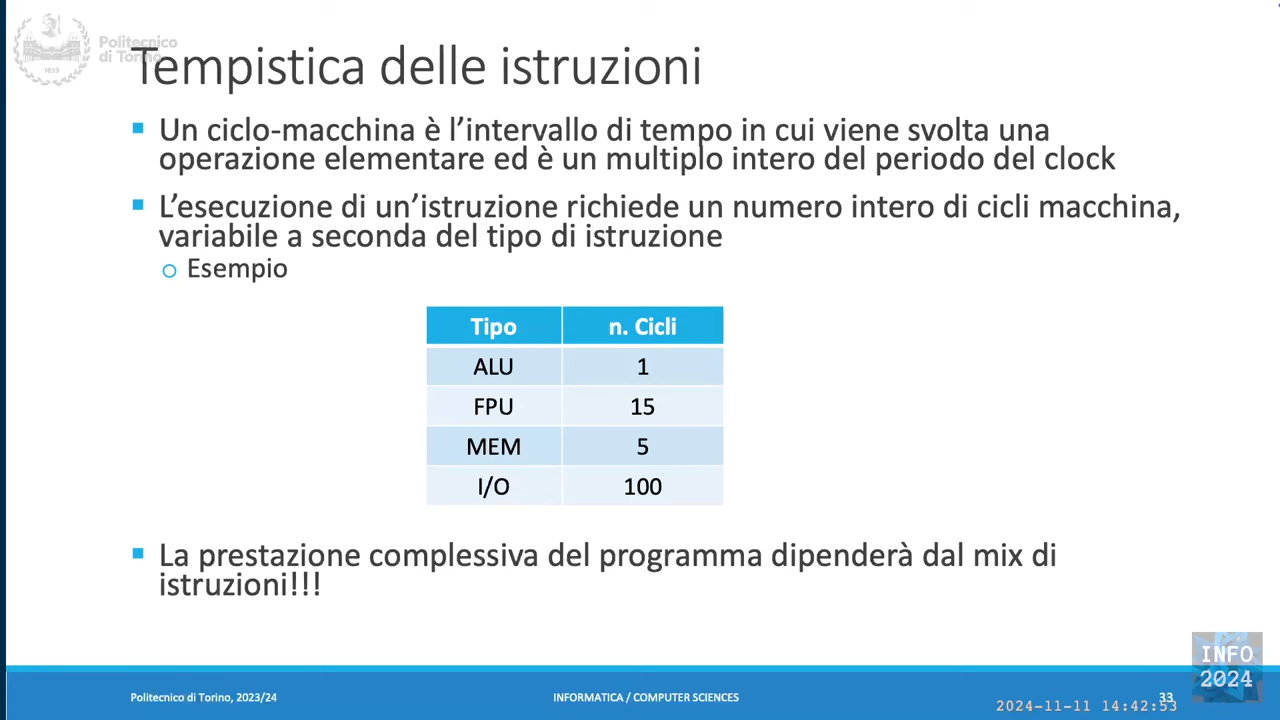 Politecnico
di Torino
1859
Tempistica delle istruzioni
Un ciclo-macchina è l'intervallo di tempo in cui viene svolta una
operazione elementare ed è un multiplo intero del periodo del clock
L'esecuzione di un'istruzione richiede un numero intero di cicli macchina,
variabile a seconda del tipo di istruzione
Esempio
Tipo n. Cicli
ALU 1
FPU 15
MEM 5
I/O 100
La prestazione complessiva del programma dipenderà dal mix di
istruzioni!!!
INFO
2024
Politecnico di Torino, 2023/24 INFORMATICA / COMPUTER SCIENCES 33
2024-11-11 14:42:53